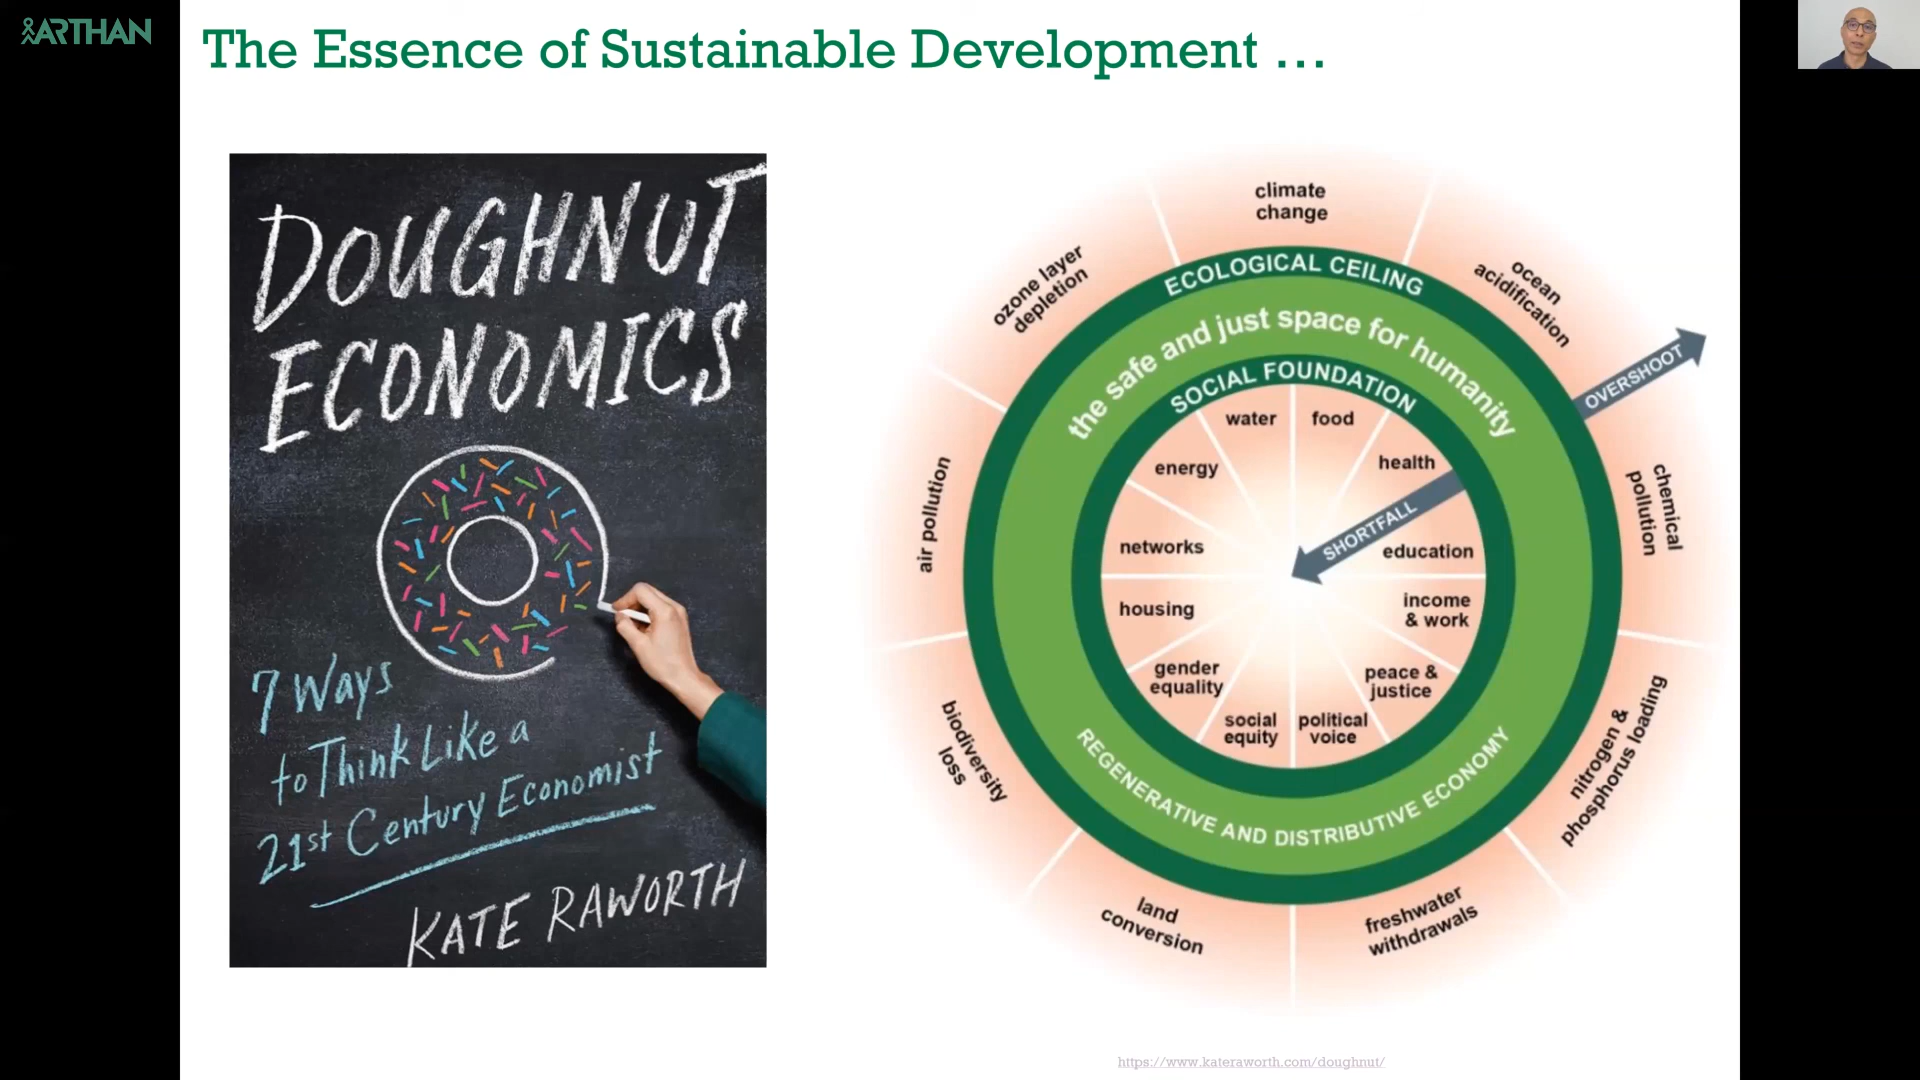 ARTHAN
The Essence of Sustainable Development ...
DOUGHNUT
ECONOMICS
7 Ways
to Think Like a
21st Century Economist
KATE RAWORTH
climate
change
ozone layer
depletion
ocean
acidification
air pollution
chemical
pollution
biodiversity
loss
nitrogen &
phosphorus loading
land
conversion
freshwater
withdrawals
ECOLOGICAL CEILING
the safe and just space for humanity
SOCIAL FOUNDATION
OVERSHOOT
water
food
energy
health
SHORTFALL
networks
education
housing
income
& work
gender
equality
peace &
justice
social
equity
political
voice
REGENERATIVE AND DISTRIBUTIVE ECONOMY
https://www.kateraworth.com/doughnut/